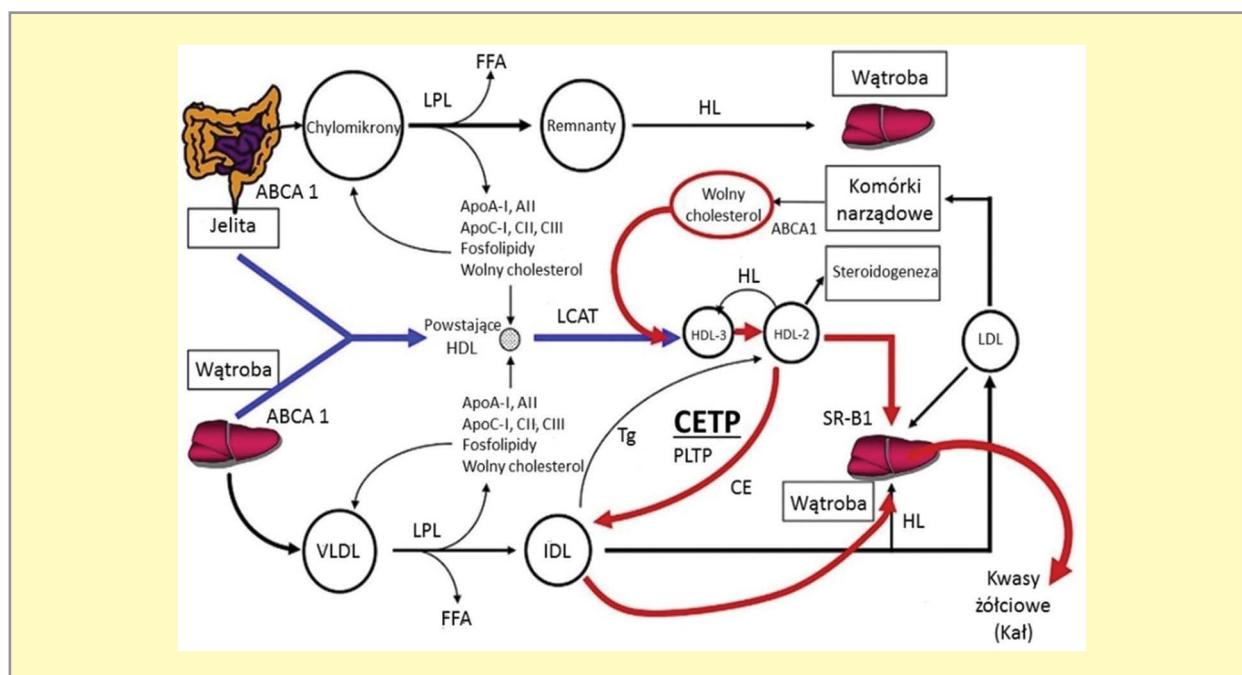 FFA
Wątroba
LPL
HL
Chylomikrony
Remnanty
ABCA 1
Jelita
ApoA-I, AII
ApoC-I, CII, CIII
Fosfolipidy
Wolny cholesterol
Wolny
cholesterol
ABCA1
Komórki
narządowe
HL
Steroidogeneza
Powstające
HDL
LCAT
HDL-3
HDL-2
LDL
Wątroba
ABCA 1
ApoA-I, AII
ApoC-I, CII, CIII
Fosfolipidy
Wolny cholesterol
Tg
CETP
PLTP
CE
SR-B1
Wątroba
HL
VLDL
LPL
IDL
FFA
Kwasy
żółciowe
(Kał)